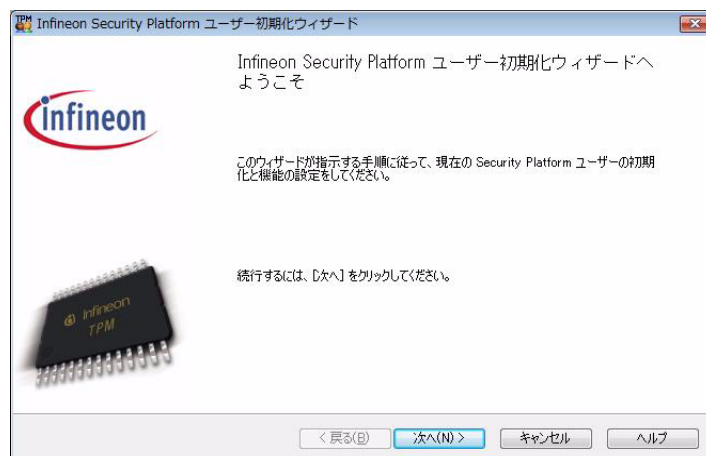 Infineon Security Platform ユーザー初期化ウィザード
Infineon Security Platform ユーザー初期化ウィザードへ
ようこそ
infineon
このウィザードが指示する手順に従って、現在の Security Platform ユーザーの初期
化と機能の設定をしてください。
続行するには、[次へ] をクリックしてください。
infineon
TPM
< 戻る(B)
次へ(N) >
キャンセル
ヘルプ